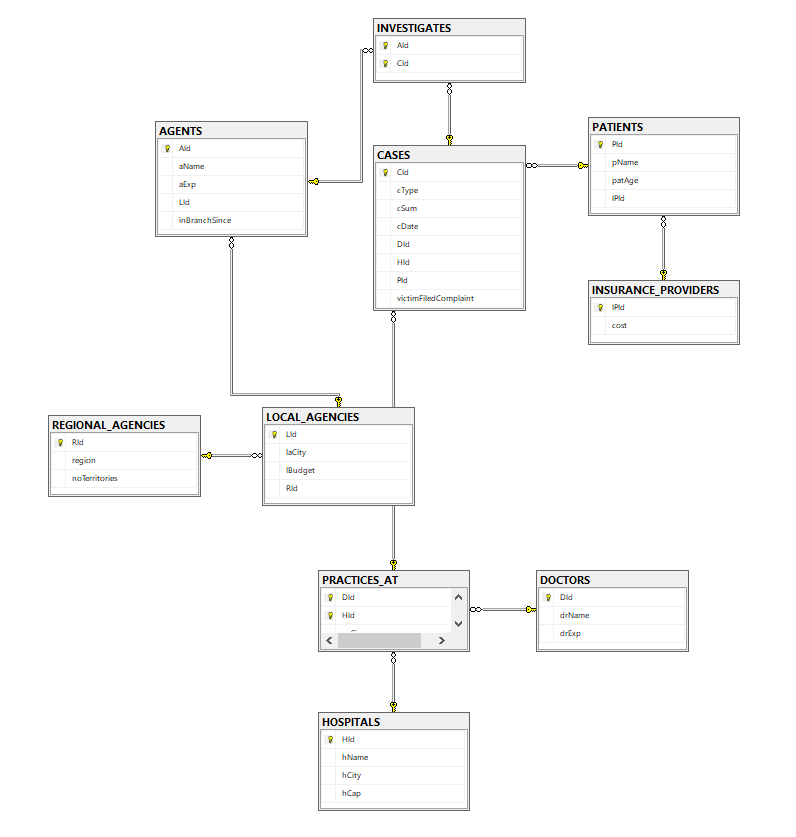 INVESTIGATES
AId
CId
AGENTS
AId
aName
aExp
LId
inBranchSince
CASES
CId
cType
cSum
cDate
DId
HId
PId
victimFiledComplaint
PATIENTS
PId
pName
patAge
IPId
INSURANCE_PROVIDERS
IPId
cost
REGIONAL_AGENCIES
RId
region
noTerritories
LOCAL_AGENCIES
LId
laCity
lBudget
RId
PRACTICES_AT
DId
HId
DOCTORS
DId
drName
drExp
HOSPITALS
HId
hName
hCity
hCap